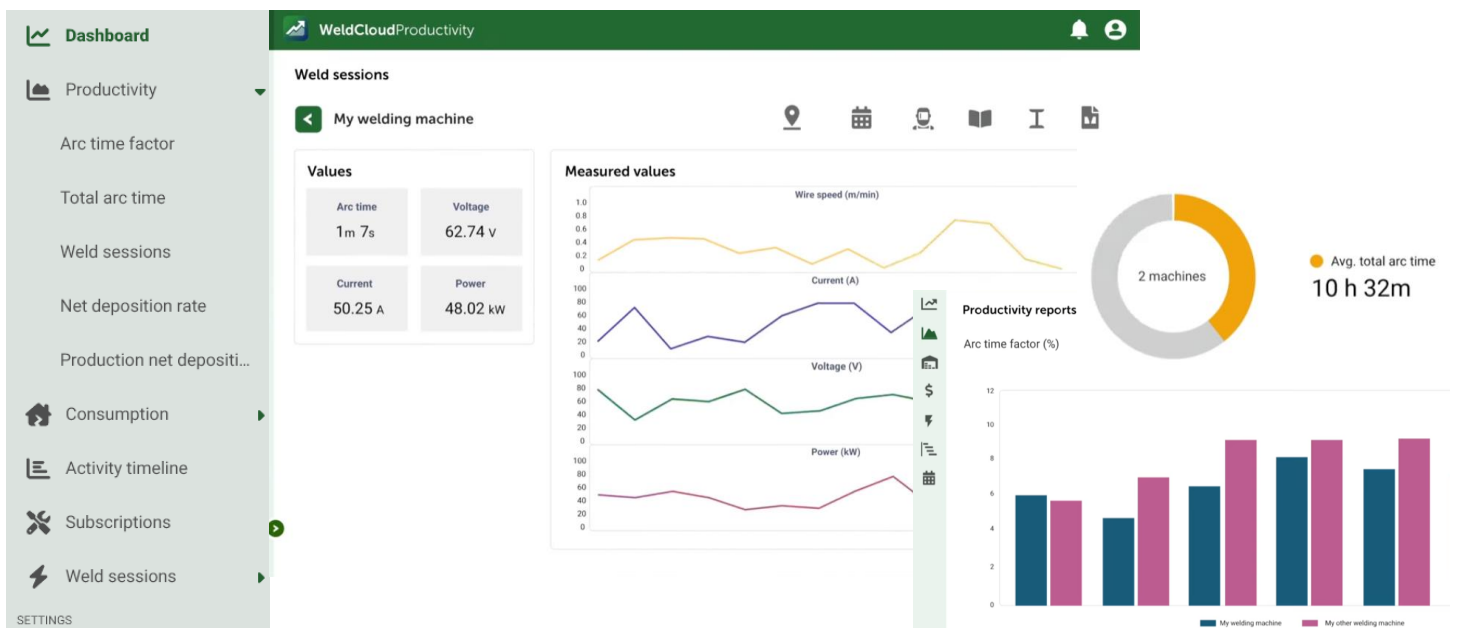 Dashboard
Productivity
Arc time factor
Total arc time
Weld sessions
Net deposition rate
Production net depositi...
Consumption
Activity timeline
Subscriptions
Weld sessions
SETTINGS
WeldCloudProductivity
Weld sessions
My welding machine
Values
Arc time
1m 7s
Voltage
62.74 V
Current
50.25 A
Power
48.02 kW
Measured values
Wire speed (m/min)
1.0
0.8
0.6
0.4
0.2
0
Current (A)
100
80
60
40
20
0
Voltage (V)
100
80
60
40
20
0
Power (kW)
100
80
60
40
20
0
2 machines
Avg. total arc time
10 h 32m
Productivity reports
Arc time factor (%)
12
10
8
6
4
2
0
My welding machine
My other welding machine